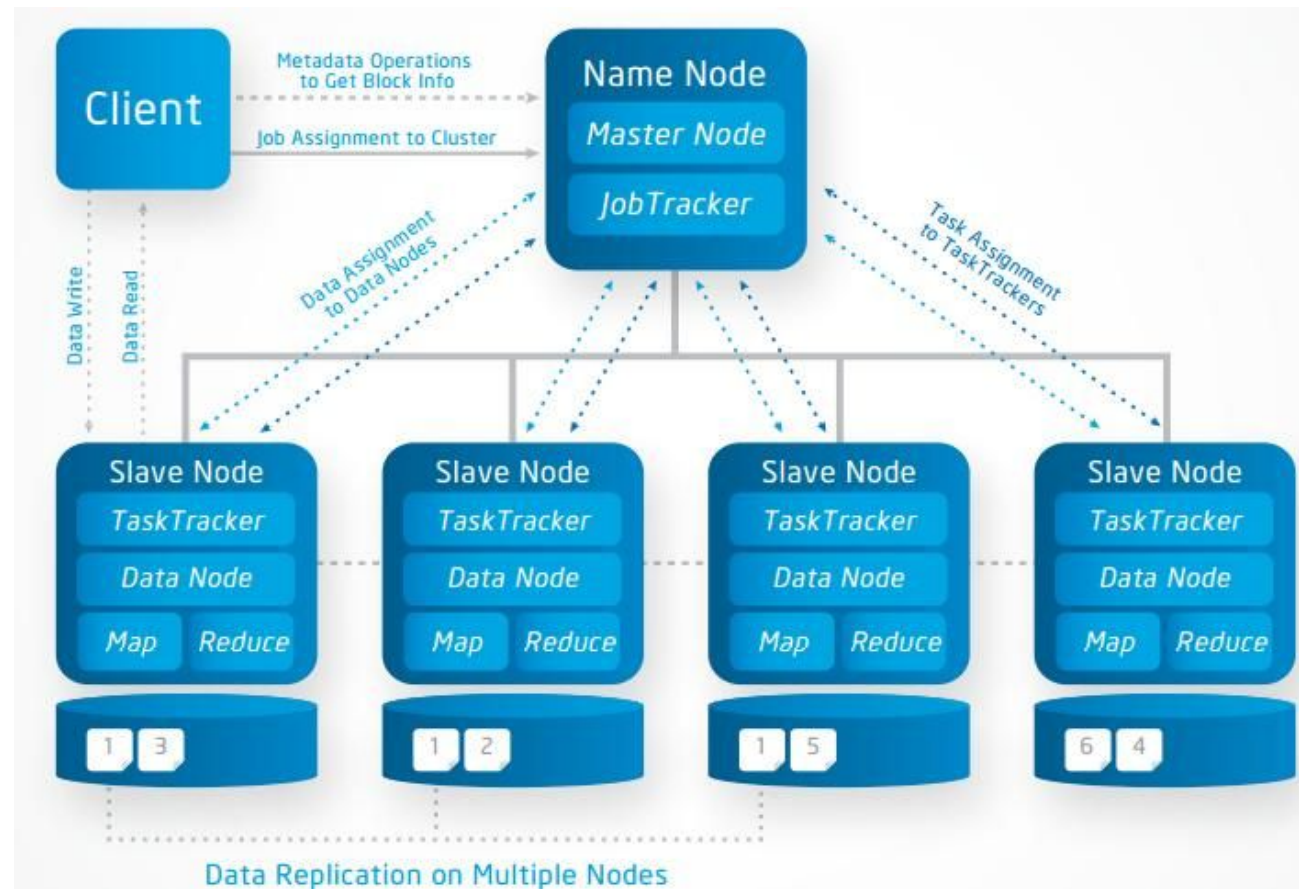 Client
Metadata Operations
to Get Block Info
Job Assignment to Cluster
Name Node
Master Node
JobTracker
Data Write
Data Read
Data Assignment
to Data Nodes
Task Assignment
to TaskTrackers
Slave Node
TaskTracker
Data Node
Map Reduce
1 3
Slave Node
TaskTracker
Data Node
Map Reduce
1 2
Slave Node
TaskTracker
Data Node
Map Reduce
1 5
Slave Node
TaskTracker
Data Node
Map Reduce
6 4
Data Replication on Multiple Nodes